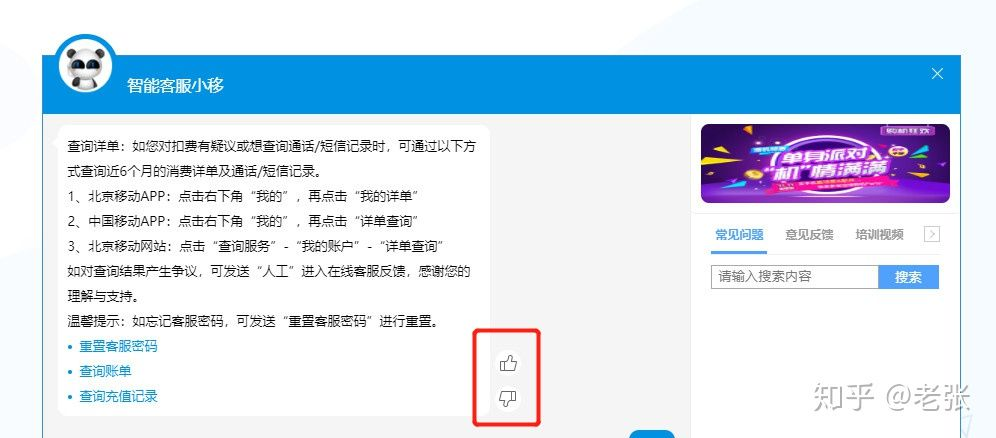 智能客服小移
查询详单：如您对扣费有疑议或想查询通话/短信记录时，可通过以下方
式查询近6个月的消费详单及通话/短信记录。
1、北京移动APP：点击右下角“我的”，再点击“我的详单”
2、中国移动APP：点击右下角“我的”，再点击“详单查询”
3、北京移动网站：点击“查询服务”-“我的账户”-“详单查询”
如对查询结果产生争议，可发送“人工”进入在线客服反馈，感谢您的
理解与支持。
温馨提示：如忘记客服密码，可发送“重置客服密码”进行重置。
重置客服密码
查询账单
查询充值记录
购机狂欢
单身派对
“机”情满满
常见问题 意见反馈 培训视频
请输入搜索内容 搜索
知乎 @老张